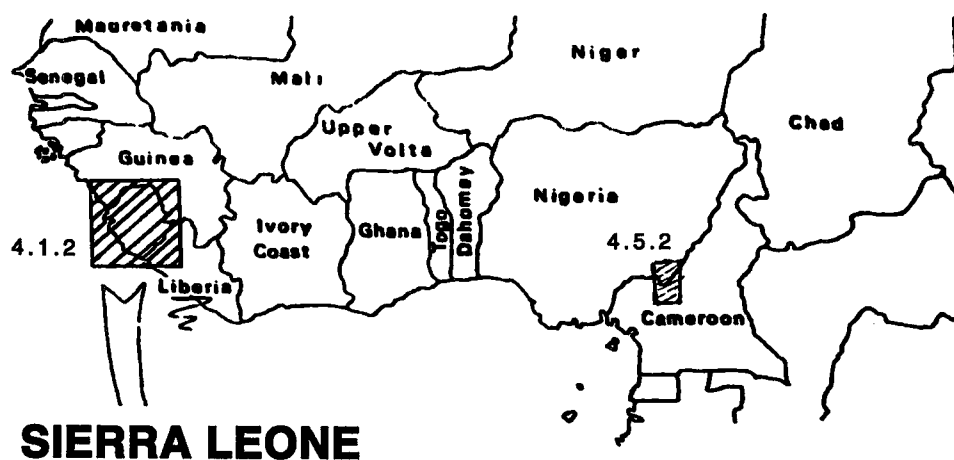 Mauretania
Niger
Senegal
Mali
Chad
Upper
Volta
Guinea
Nigeria
Ivory
Coast
Ghana
Togo
Dahomey
4.1.2
4.5.2
Liberia
Cameroon
SIERRA LEONE